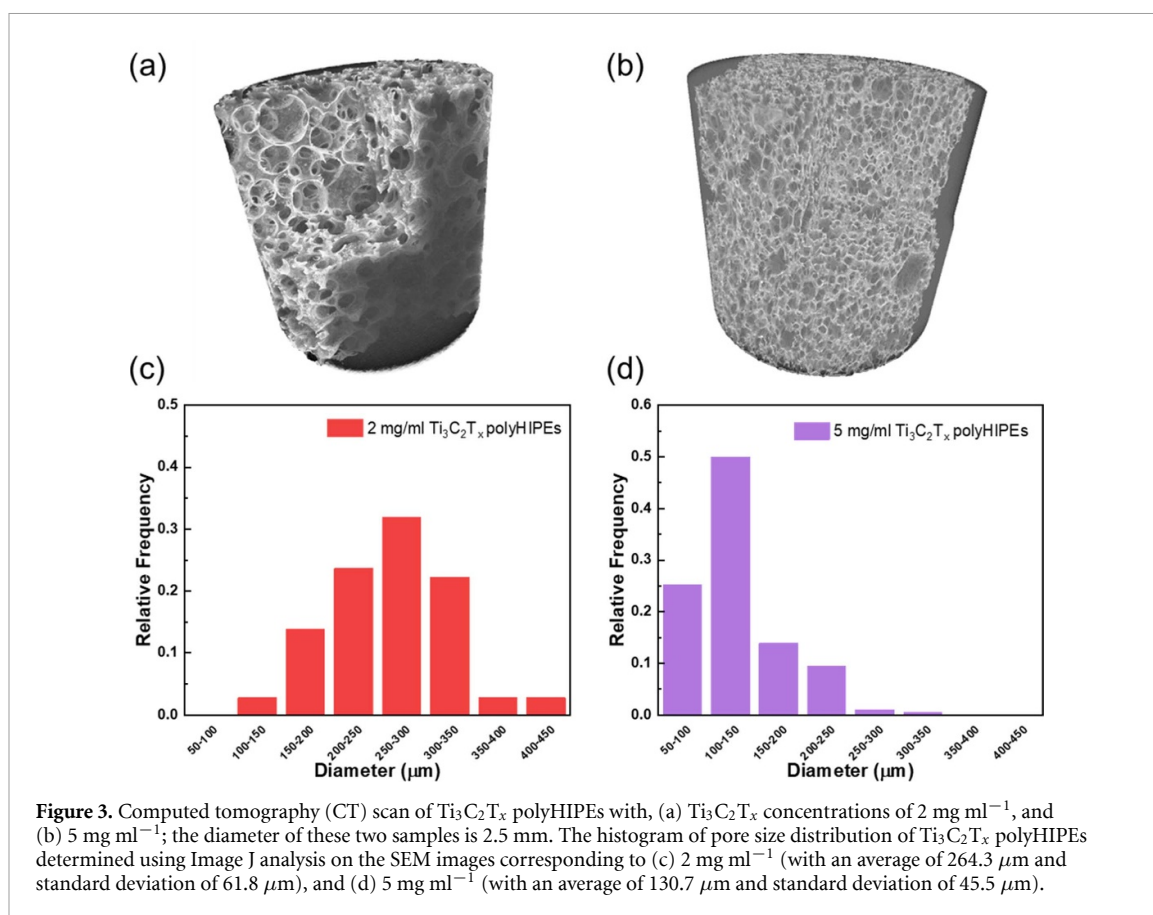 (a)
(b)
(c)
(d)
0.5
0.4
0.3
0.2
0.1
0.0
Relative Frequency
2 mg/ml Ti₃C₂Tₓ polyHIPEs
50-100
100-150
150-200
200-250
250-300
300-350
350-400
400-450
Diameter (μm)
0.6
0.5
0.4
0.3
0.2
0.1
0.0
Relative Frequency
5 mg/ml Ti₃C₂Tₓ polyHIPEs
50-100
100-150
150-200
200-250
250-300
300-350
350-400
400-450
Diameter (μm)
Figure 3. Computed tomography (CT) scan of Ti₃C₂Tₓ polyHIPEs with, (a) Ti₃C₂Tₓ concentrations of 2 mg ml⁻¹, and
(b) 5 mg ml⁻¹; the diameter of these two samples is 2.5 mm. The histogram of pore size distribution of Ti₃C₂Tₓ polyHIPEs
determined using Image J analysis on the SEM images corresponding to (c) 2 mg ml⁻¹ (with an average of 264.3 μm and
standard deviation of 61.8 μm), and (d) 5 mg ml⁻¹ (with an average of 130.7 μm and standard deviation of 45.5 μm).